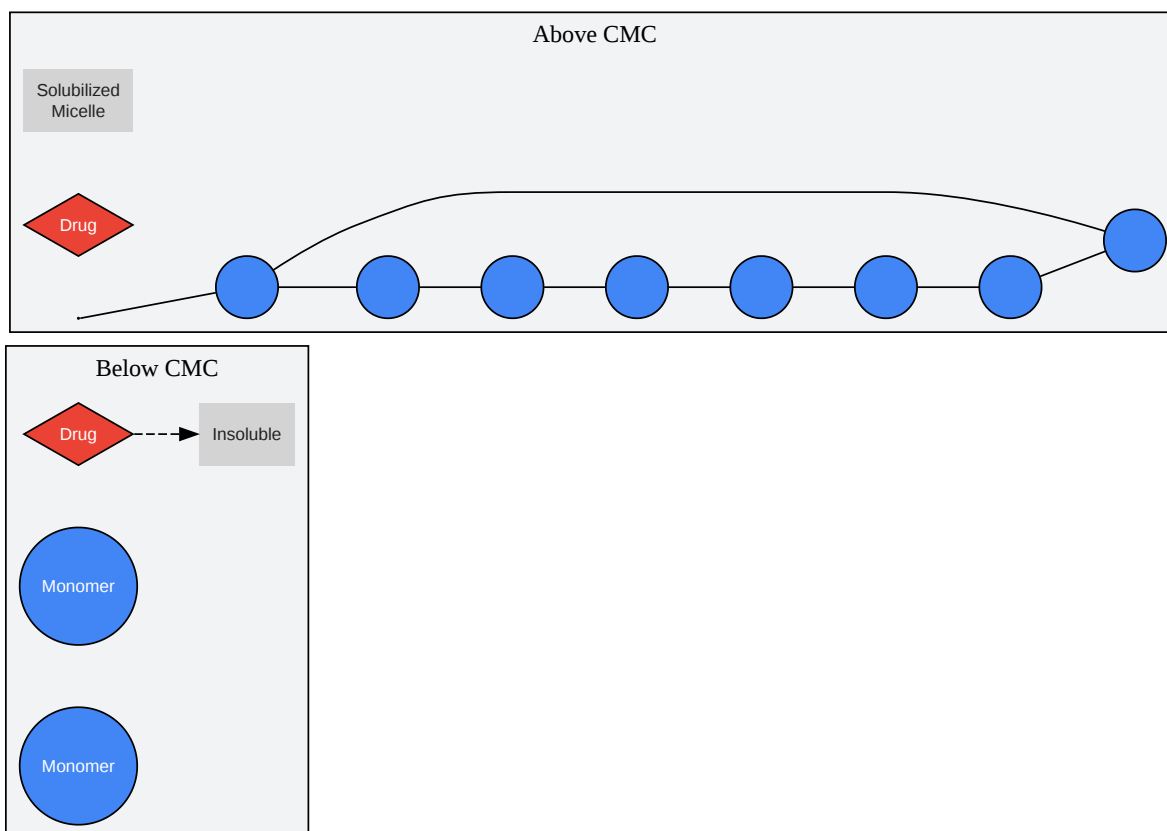 Above CMC
Solubilized
Micelle
Drug
Below CMC
Drug
Insoluble
Monomer
Monomer